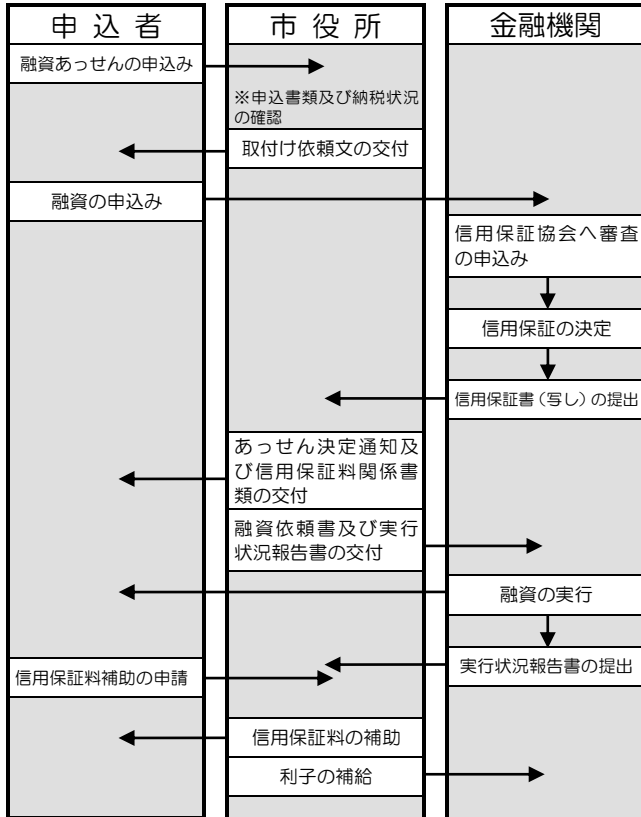 申込者
市役所
金融機関
融資あっせんの申込み
※申込書類及び納税状況
の確認
取付け依頼文の交付
融資の申込み
信用保証協会へ審査
の申込み
信用保証の決定
信用保証書（写し）の提出
あっせん決定通知及
び信用保証料関係書
類の交付
融資依頼書及び実行
状況報告書の交付
融資の実行
実行状況報告書の提出
信用保証料補助の申請
信用保証料の補助
利子の補給